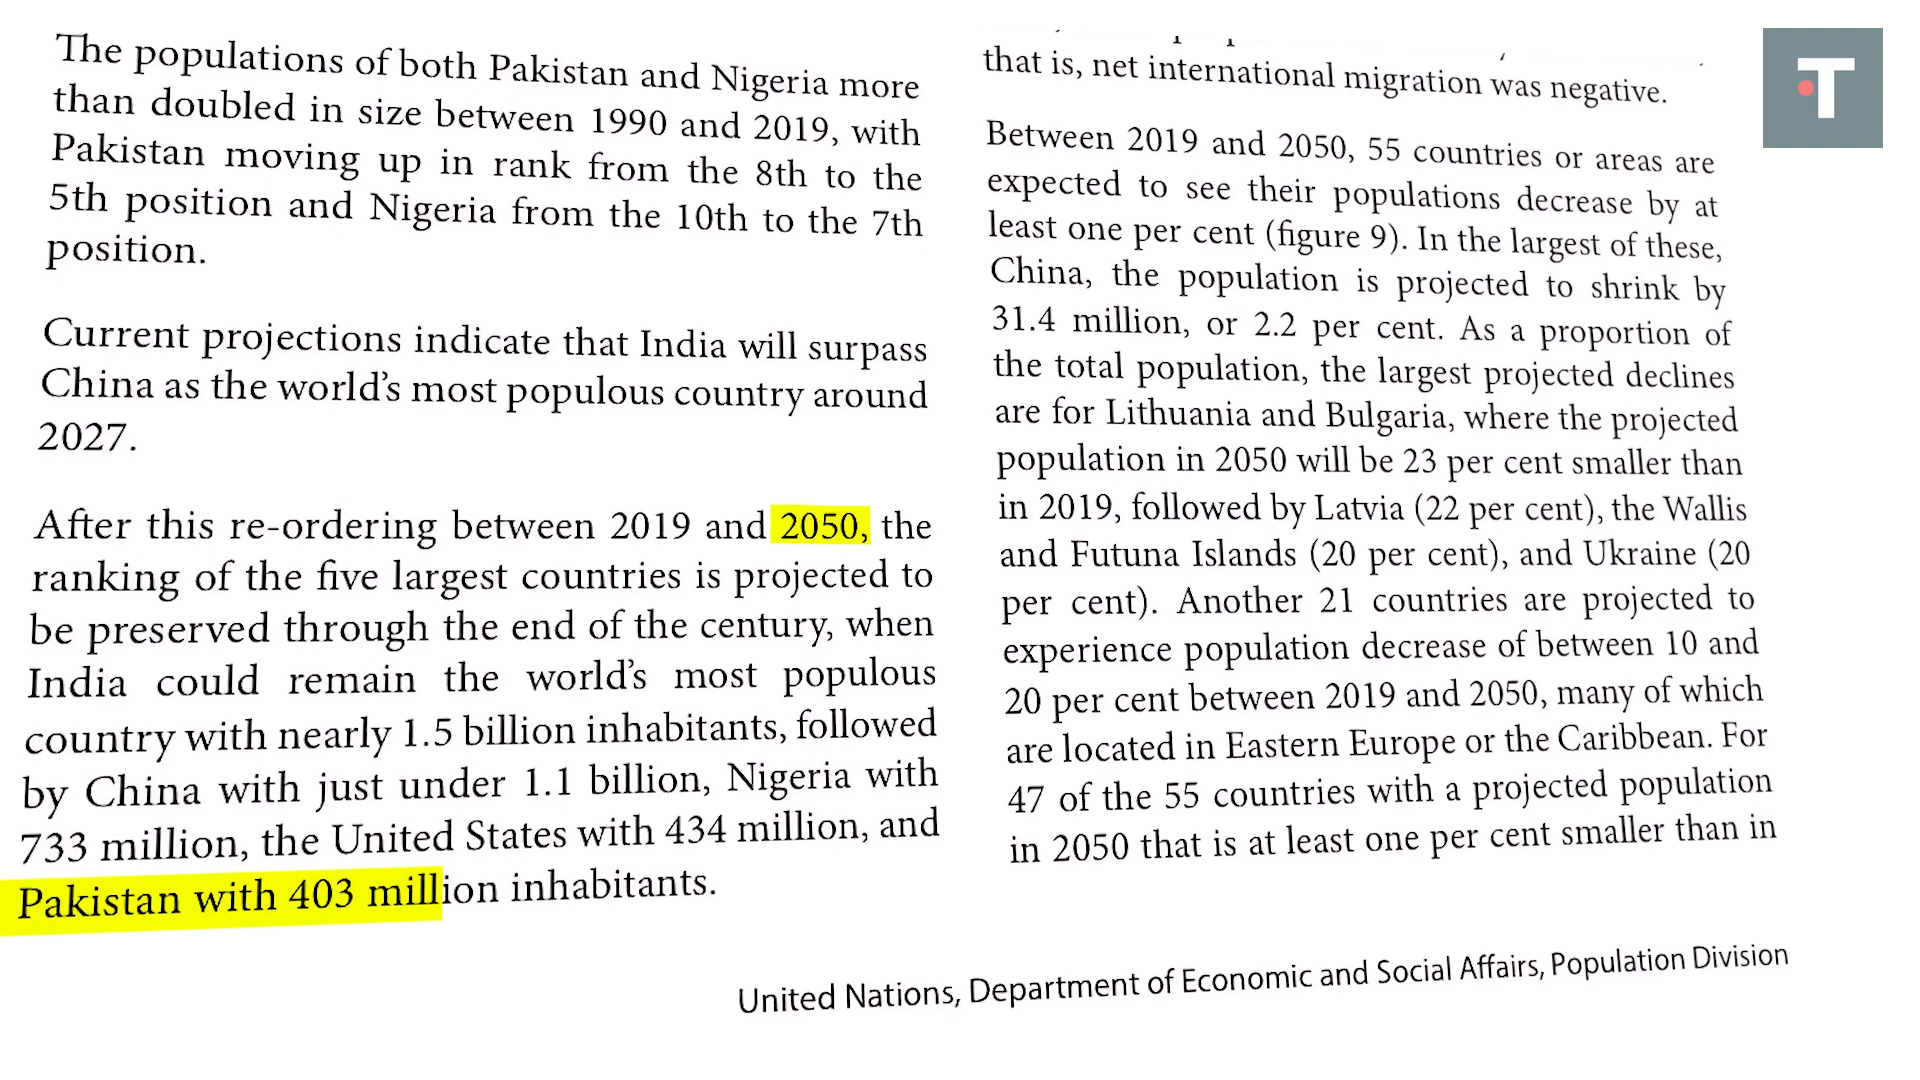 The populations of both Pakistan and Nigeria more
than doubled in size between 1990 and 2019, with
Pakistan moving up in rank from the 8th to the
5th position and Nigeria from the 10th to the 7th
position.
Current projections indicate that India will surpass
China as the world’s most populous country around
2027.
After this re-ordering between 2019 and 2050, the
ranking of the five largest countries is projected to
be preserved through the end of the century, when
India could remain the world’s most populous
country with nearly 1.5 billion inhabitants, followed
by China with just under 1.1 billion, Nigeria with
733 million, the United States with 434 million, and
Pakistan with 403 million inhabitants.
that is, net international migration was negative.
Between 2019 and 2050, 55 countries or areas are
expected to see their populations decrease by at
least one per cent (figure 9). In the largest of these,
China, the population is projected to shrink by
31.4 million, or 2.2 per cent. As a proportion of
the total population, the largest projected declines
are for Lithuania and Bulgaria, where the projected
population in 2050 will be 23 per cent smaller than
in 2019, followed by Latvia (22 per cent), the Wallis
and Futuna Islands (20 per cent), and Ukraine (20
per cent). Another 21 countries are projected to
experience population decrease of between 10 and
20 per cent between 2019 and 2050, many of which
are located in Eastern Europe or the Caribbean. For
47 of the 55 countries with a projected population
in 2050 that is at least one per cent smaller than in
United Nations, Department of Economic and Social Affairs, Population Division
T